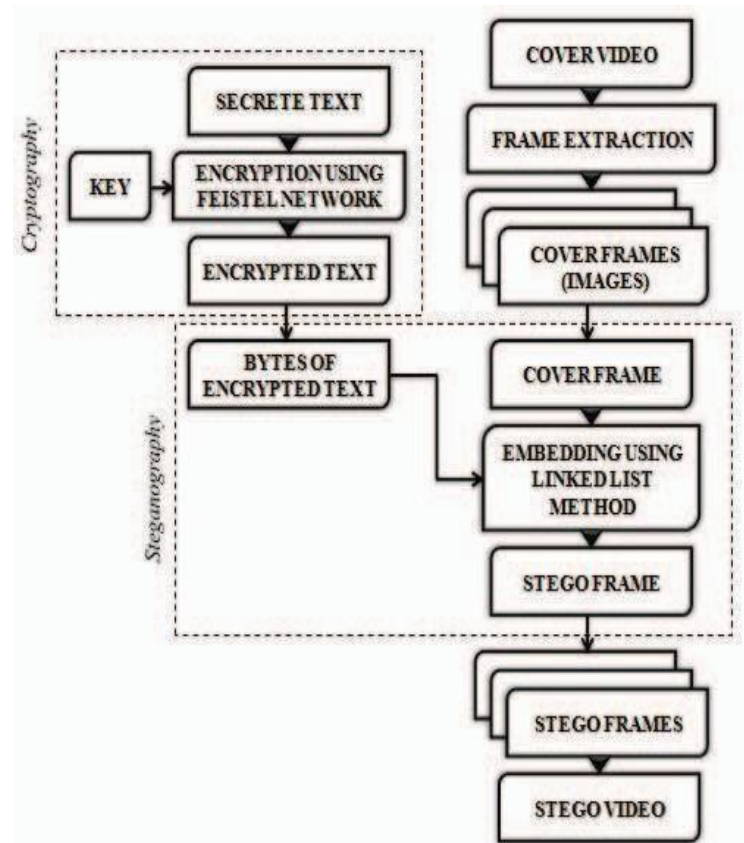 Cryptography
SECRETE TEXT
KEY
ENCRYPTION USING
FEISTEL NETWORK
ENCRYPTED TEXT
COVER VIDEO
FRAME EXTRACTION
COVER FRAMES
(IMAGES)
Steganography
BYTES OF
ENCRYPTED TEXT
COVER FRAME
EMBEDDING USING
LINKED LIST
METHOD
STEGO FRAME
STEGO FRAMES
STEGO VIDEO